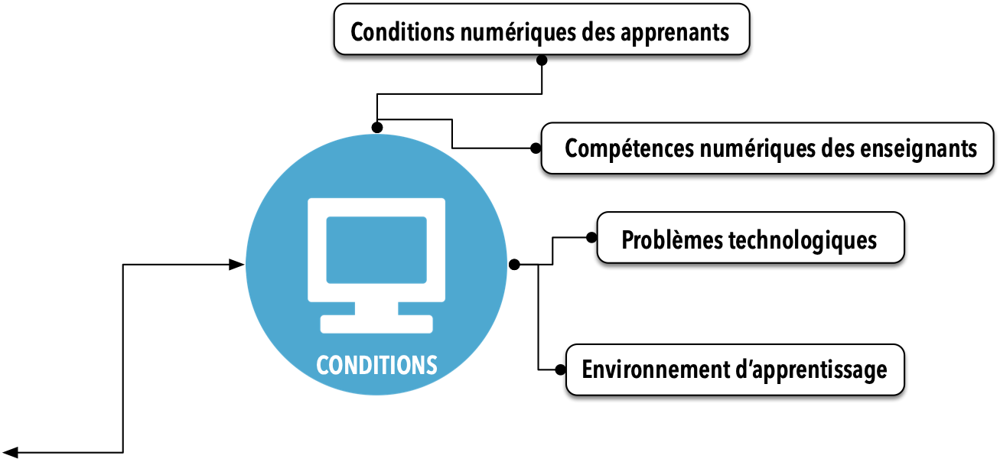 Conditions numériques des apprenants
Compétences numériques des enseignants
Problèmes technologiques
CONDITIONS
Environnement d’apprentissage